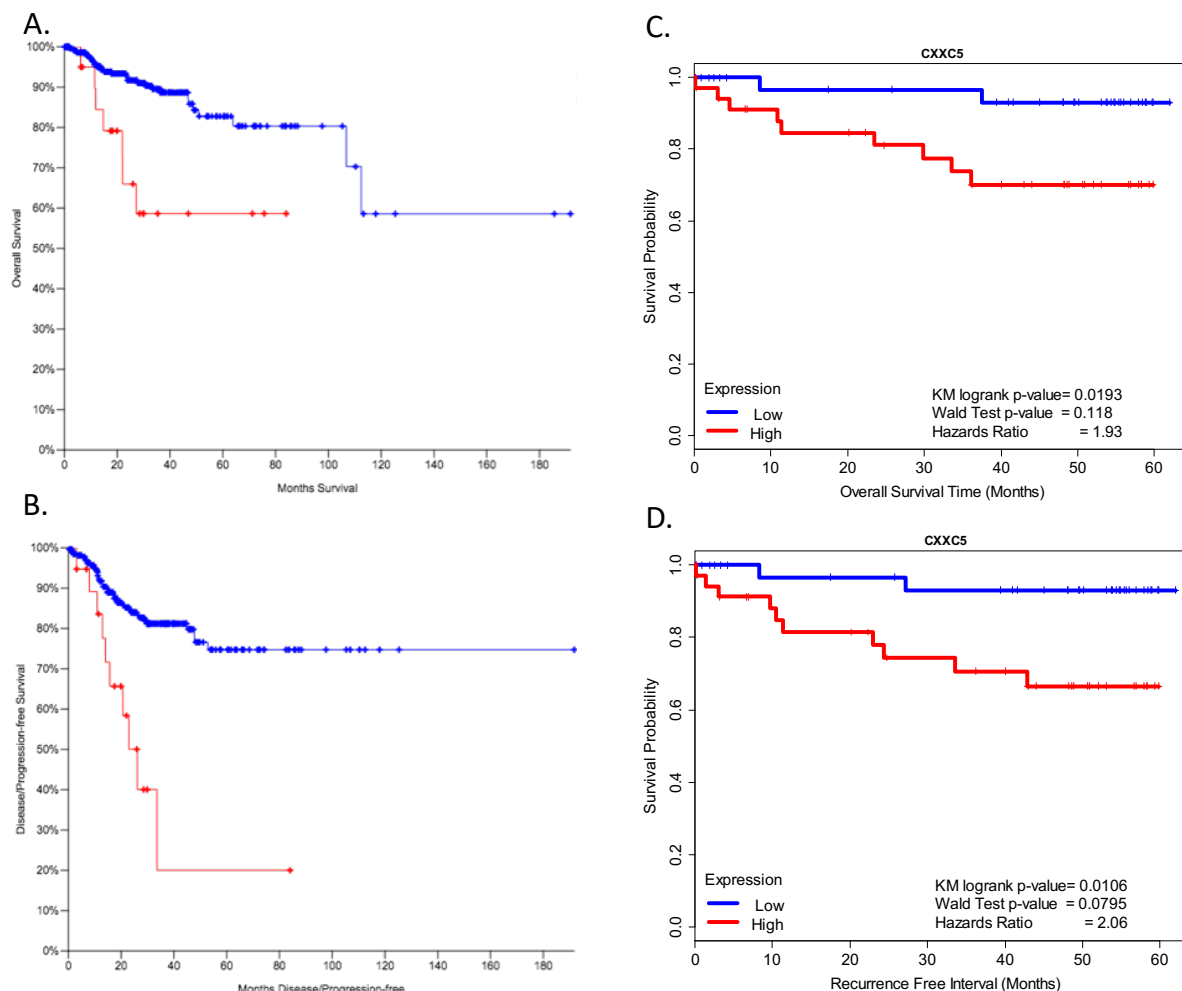 A.
100%
90%
80%
70%
60%
50%
40%
30%
20%
10%
0%
Overall Survival
0 20 40 60 80 100 120 140 160 180
Months Survival
B.
100%
90%
80%
70%
60%
50%
40%
30%
20%
10%
0%
Disease/Progression-free Survival
0 20 40 60 80 100 120 140 160 180
Months Disease/Progression-free
C.
CXXC5
1.0
0.8
0.6
0.4
0.2
0.0
Survival Probability
Expression
Low
High
KM logrank p-value= 0.0193
Wald Test p-value = 0.118
Hazards Ratio = 1.93
0 10 20 30 40 50 60
Overall Survival Time (Months)
D.
CXXC5
1.0
0.8
0.6
0.4
0.2
0.0
Survival Probability
Expression
Low
High
KM logrank p-value= 0.0106
Wald Test p-value = 0.0795
Hazards Ratio = 2.06
0 10 20 30 40 50 60
Recurrence Free Interval (Months)